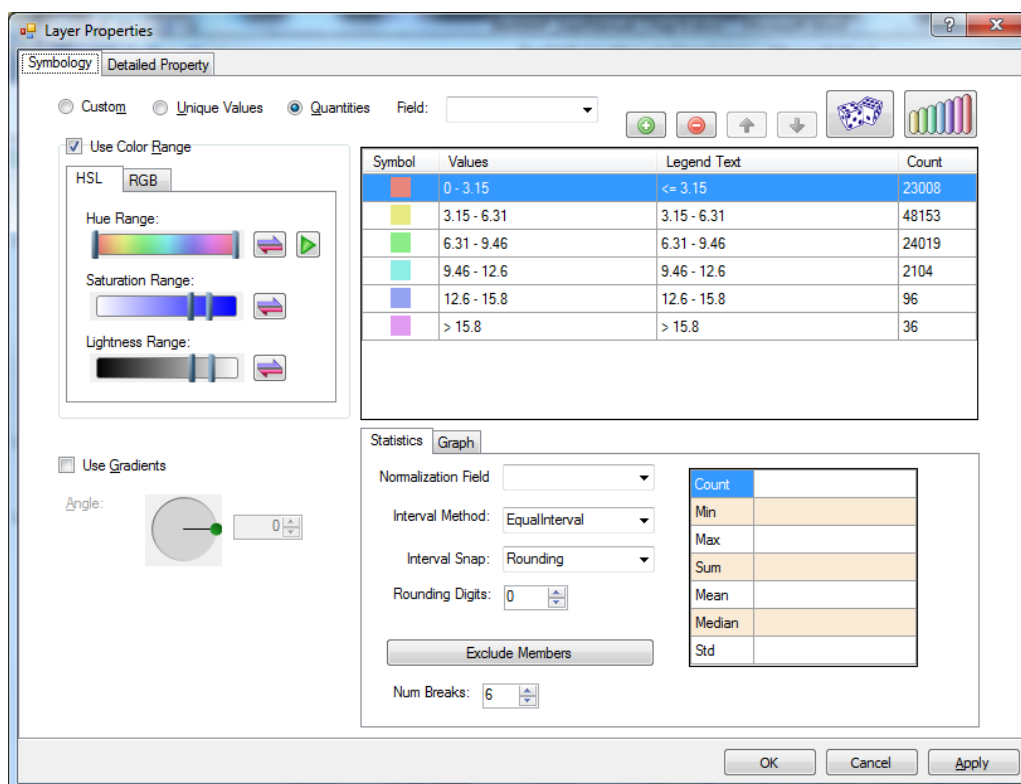 Layer Properties
Symbology Detailed Property
Custom Unique Values Quantities Field:
Use Color Range
HSL RGB
Hue Range:
Saturation Range:
Lightness Range:
Symbol Values Legend Text Count
0 - 3.15 <= 3.15 23008
3.15 - 6.31 3.15 - 6.31 48153
6.31 - 9.46 6.31 - 9.46 24019
9.46 - 12.6 9.46 - 12.6 2104
12.6 - 15.8 12.6 - 15.8 96
> 15.8 > 15.8 36
Use Gradients
Angle:
0
Statistics Graph
Normalization Field
Interval Method: EqualInterval
Interval Snap: Rounding
Rounding Digits: 0
Exclude Members
Num Breaks: 6
Count
Min
Max
Sum
Mean
Median
Std
OK Cancel Apply